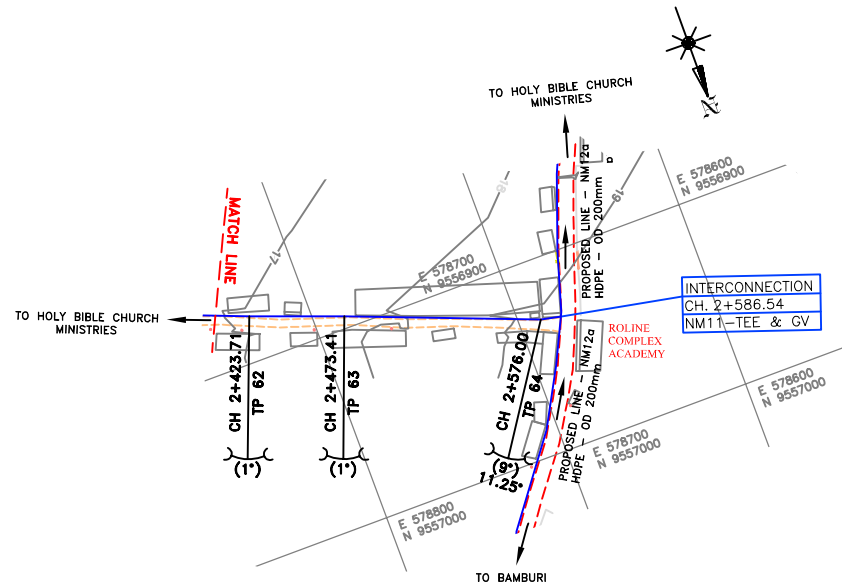 TO HOLY BIBLE CHURCH
MINISTRIES
N
E 578600
N 9556900
18
19
PROPOSED LINE - NM12a
HDPE - OD 200mm
MATCH LINE
17
E 578700
N 9556900
TO HOLY BIBLE CHURCH
MINISTRIES
INTERCONNECTION
CH. 2+586.54
NM11-TEE & GV
ROLINE
COMPLEX
ACADEMY
CH 2+423.71
TP 62
(1°)
CH 2+473.41
TP 63
(1°)
CH 2+576.00
TP 64
(9°)
11.25°
PROPOSED LINE - NM12a
HDPE - OD 200mm
E 578600
N 9557000
E 578700
N 9557000
E 578800
N 9557000
TO BAMBURI